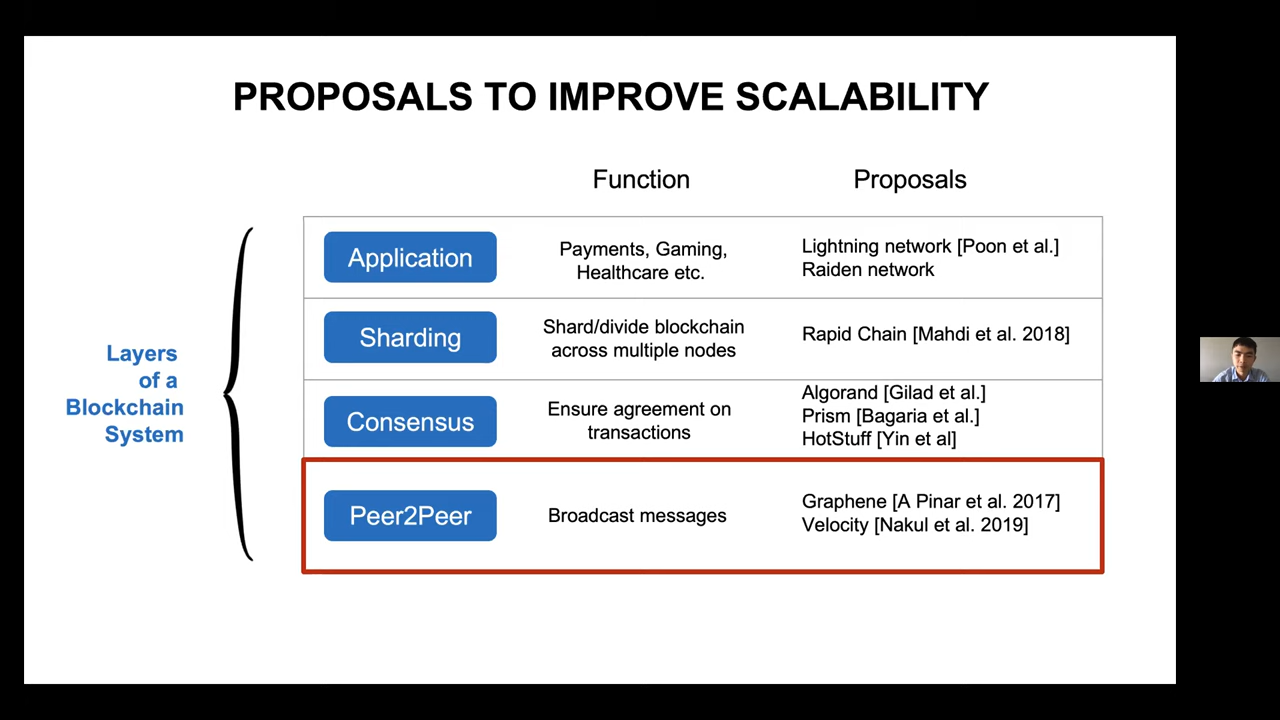 PROPOSALS TO IMPROVE SCALABILITY
Function
Proposals
Layers
of a
Blockchain
System
Application
Payments, Gaming,
Healthcare etc.
Lightning network [Poon et al.]
Raiden network
Sharding
Shard/divide blockchain
across multiple nodes
Rapid Chain [Mahdi et al. 2018]
Consensus
Ensure agreement on
transactions
Algorand [Gilad et al.]
Prism [Bagaria et al.]
HotStuff [Yin et al]
Peer2Peer
Broadcast messages
Graphene [A Pinar et al. 2017]
Velocity [Nakul et al. 2019]